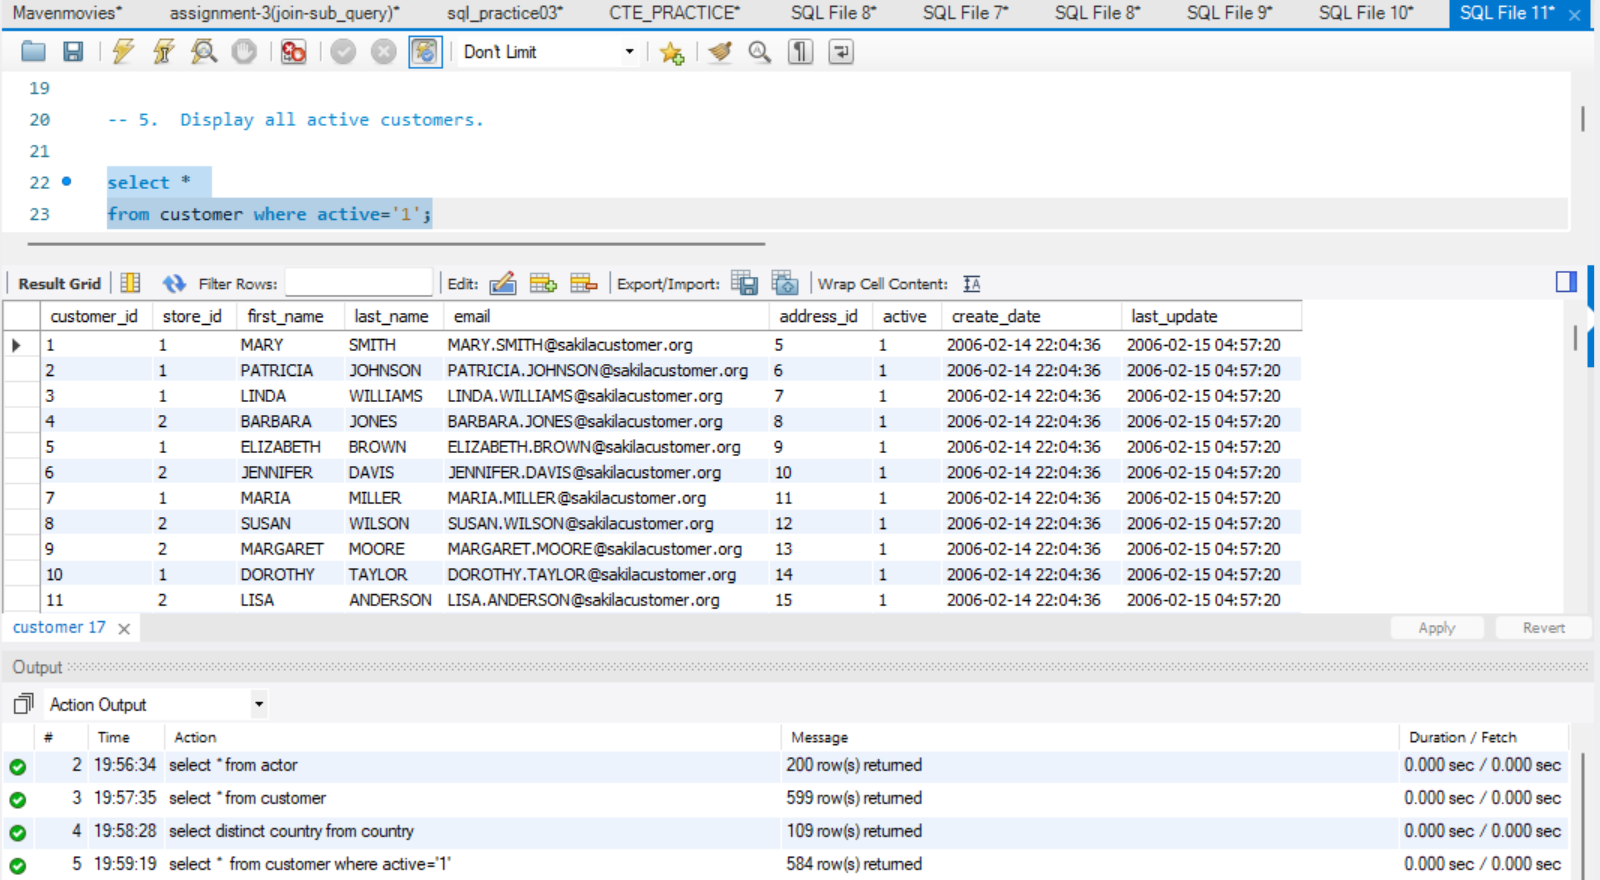 Mavenmovies* assignment-3(join-sub_query)* sql_practice03* CTE_PRACTICE* SQL File 8* SQL File 7* SQL File 8* SQL File 9* SQL File 10* SQL File 11*
Don't Limit
19
20 -- 5.  Display all active customers.
21
22 select *
23 from customer where active='1';
Result Grid Filter Rows: Edit: Export/Import: Wrap Cell Content:
customer_id store_id first_name last_name email address_id active create_date last_update
1 1 MARY SMITH MARY.SMITH@sakilacustomer.org 5 1 2006-02-14 22:04:36 2006-02-15 04:57:20
2 1 PATRICIA JOHNSON PATRICIA.JOHNSON@sakilacustomer.org 6 1 2006-02-14 22:04:36 2006-02-15 04:57:20
3 1 LINDA WILLIAMS LINDA.WILLIAMS@sakilacustomer.org 7 1 2006-02-14 22:04:36 2006-02-15 04:57:20
4 2 BARBARA JONES BARBARA.JONES@sakilacustomer.org 8 1 2006-02-14 22:04:36 2006-02-15 04:57:20
5 1 ELIZABETH BROWN ELIZABETH.BROWN@sakilacustomer.org 9 1 2006-02-14 22:04:36 2006-02-15 04:57:20
6 2 JENNIFER DAVIS JENNIFER.DAVIS@sakilacustomer.org 10 1 2006-02-14 22:04:36 2006-02-15 04:57:20
7 1 MARIA MILLER MARIA.MILLER@sakilacustomer.org 11 1 2006-02-14 22:04:36 2006-02-15 04:57:20
8 2 SUSAN WILSON SUSAN.WILSON@sakilacustomer.org 12 1 2006-02-14 22:04:36 2006-02-15 04:57:20
9 2 MARGARET MOORE MARGARET.MOORE@sakilacustomer.org 13 1 2006-02-14 22:04:36 2006-02-15 04:57:20
10 1 DOROTHY TAYLOR DOROTHY.TAYLOR@sakilacustomer.org 14 1 2006-02-14 22:04:36 2006-02-15 04:57:20
11 2 LISA ANDERSON LISA.ANDERSON@sakilacustomer.org 15 1 2006-02-14 22:04:36 2006-02-15 04:57:20
customer 17 Apply Revert
Output
Action Output
# Time Action Message Duration / Fetch
2 19:56:34 select * from actor 200 row(s) returned 0.000 sec / 0.000 sec
3 19:57:35 select * from customer 599 row(s) returned 0.000 sec / 0.000 sec
4 19:58:28 select distinct country from country 109 row(s) returned 0.000 sec / 0.000 sec
5 19:59:19 select *  from customer where active='1' 584 row(s) returned 0.000 sec / 0.000 sec